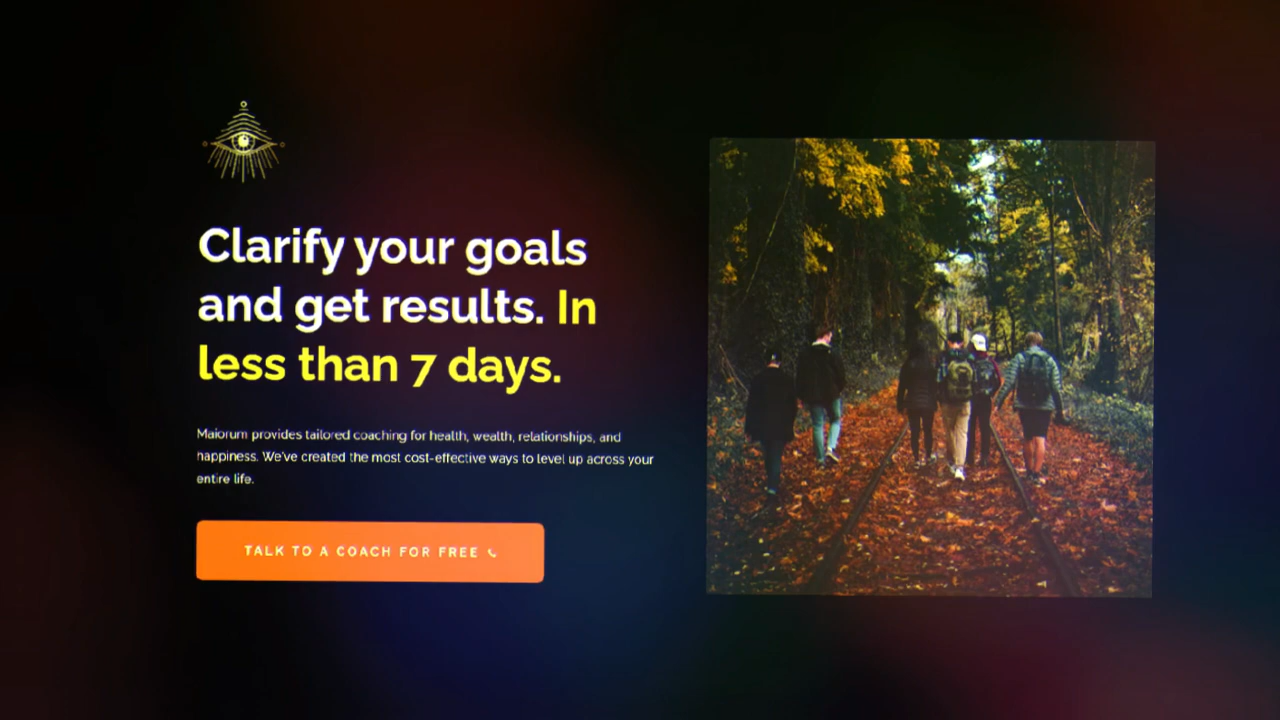 Clarify your goals
and get results. In
less than 7 days.
Maiorum provides tailored coaching for health, wealth, relationships, and
happiness. We've created the most cost-effective ways to level up across your
entire life.
TALK TO A COACH FOR FREE